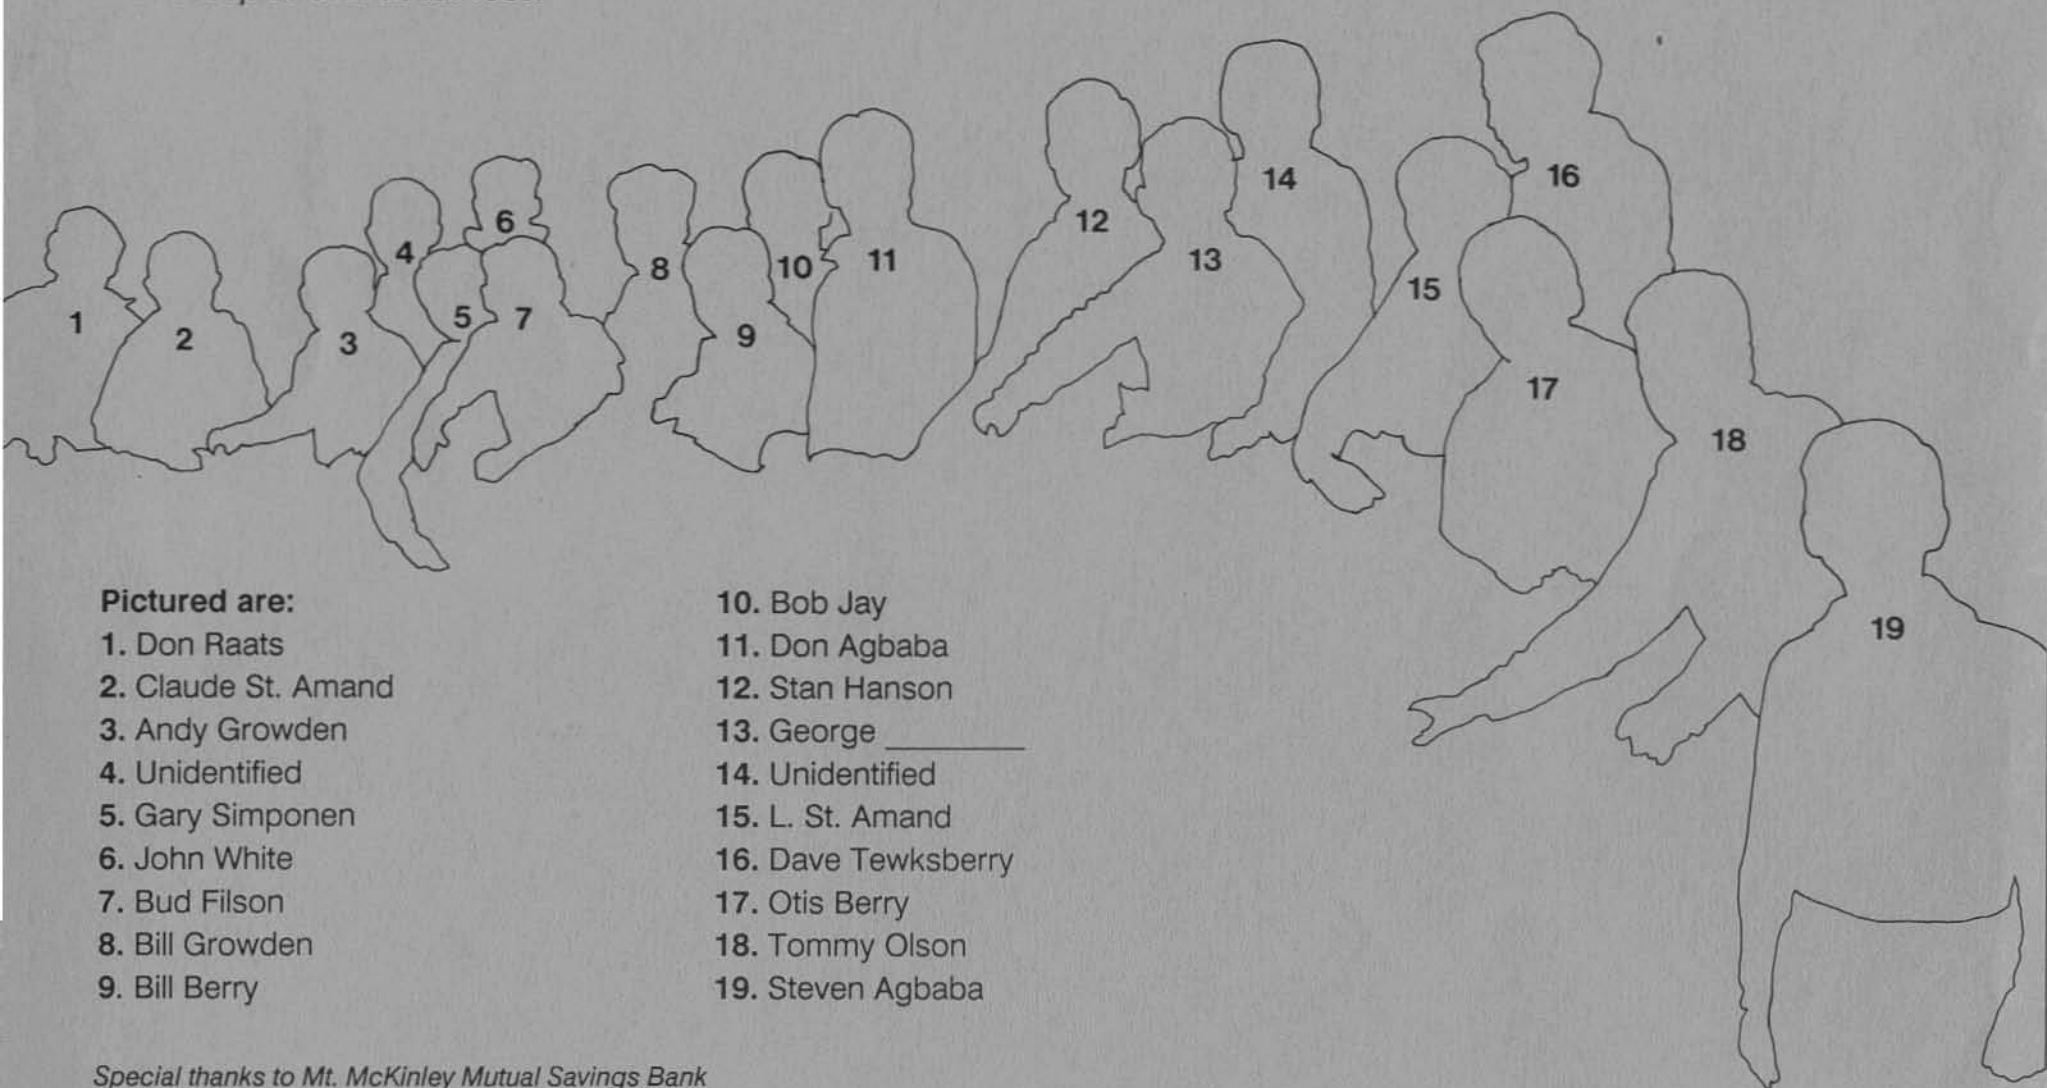 1
2
3
4
5
6
7
8
9
10
11
12
13
14
15
16
17
18
19
Pictured are:
1. Don Raats
2. Claude St. Amand
3. Andy Growden
4. Unidentified
5. Gary Simponen
6. John White
7. Bud Filson
8. Bill Growden
9. Bill Berry
10. Bob Jay
11. Don Agbaba
12. Stan Hanson
13. George ________
14. Unidentified
15. L. St. Amand
16. Dave Tewksberry
17. Otis Berry
18. Tommy Olson
19. Steven Agbaba
Special thanks to Mt. McKinley Mutual Savings Bank